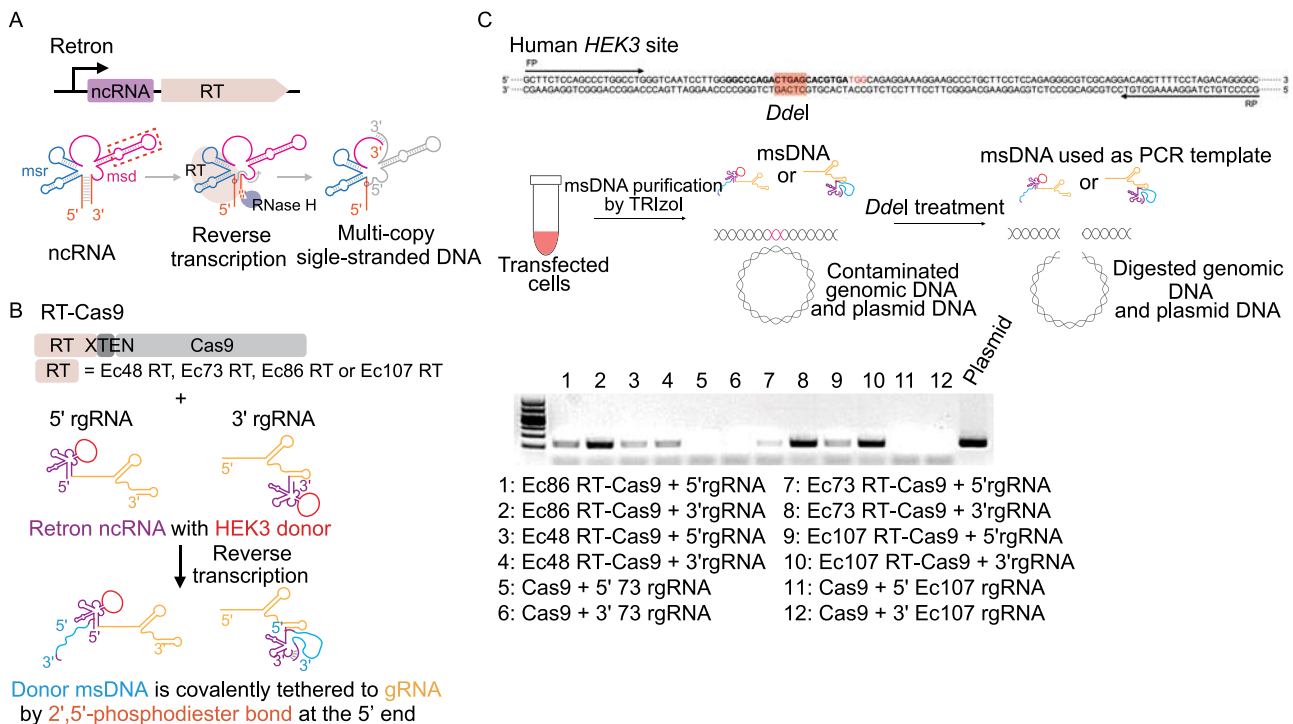 A
Retron
ncRNA
RT
msr
msd
5'
3'
ncRNA
RT
RNase H
5'
Reverse
transcription
3'
3'
5'
5'
Multi-copy
sigle-stranded DNA
B
RT-Cas9
RT XTEN Cas9
RT = Ec48 RT, Ec73 RT, Ec86 RT or Ec107 RT
+
5' rgRNA
3' rgRNA
5'
5'
3'
Retron ncRNA with HEK3 donor
Reverse
transcription
5'
3'
3'
5'
3'
Donor msDNA is covalently tethered to gRNA
by 2',5'-phosphodiester bond at the 5' end
C
Human HEK3 site
FP
5' GCTTCTCCAGCCCTGGCCTGGGTCAATCCTTGGGGCCCAGACTGAGCACGTGATGGCAGAGGAAAGGAAGCCCTGCTTCCTCCAGAGGGCGTCGCAGGACAGCTTTTCCTAGACAGGGGC 3'
3' CGAAGAGGTCGGGACCGGACCCAGTTAGGAACCCCGGGTCTGACTCGTGCACTACCGTCTCCTTTCCTTCGGGACGAAGGAGGTCTCCCGCAGCGTCCTGTCGAAAAGGATCTGTCCCCG 5'
RP
DdeI
Transfected
cells
msDNA purification
by TRIzol
msDNA
or
Contaminated
genomic DNA
and plasmid DNA
DdeI treatment
msDNA used as PCR template
or
Digested genomic
DNA
and plasmid DNA
1 2 3 4 5 6 7 8 9 10 11 12 Plasmid
1: Ec86 RT-Cas9 + 5'rgRNA
2: Ec86 RT-Cas9 + 3'rgRNA
3: Ec48 RT-Cas9 + 5'rgRNA
4: Ec48 RT-Cas9 + 3'rgRNA
5: Cas9 + 5' 73 rgRNA
6: Cas9 + 3' 73 rgRNA
7: Ec73 RT-Cas9 + 5'rgRNA
8: Ec73 RT-Cas9 + 3'rgRNA
9: Ec107 RT-Cas9 + 5'rgRNA
10: Ec107 RT-Cas9 + 3'rgRNA
11: Cas9 + 5' Ec107 rgRNA
12: Cas9 + 3' Ec107 rgRNA